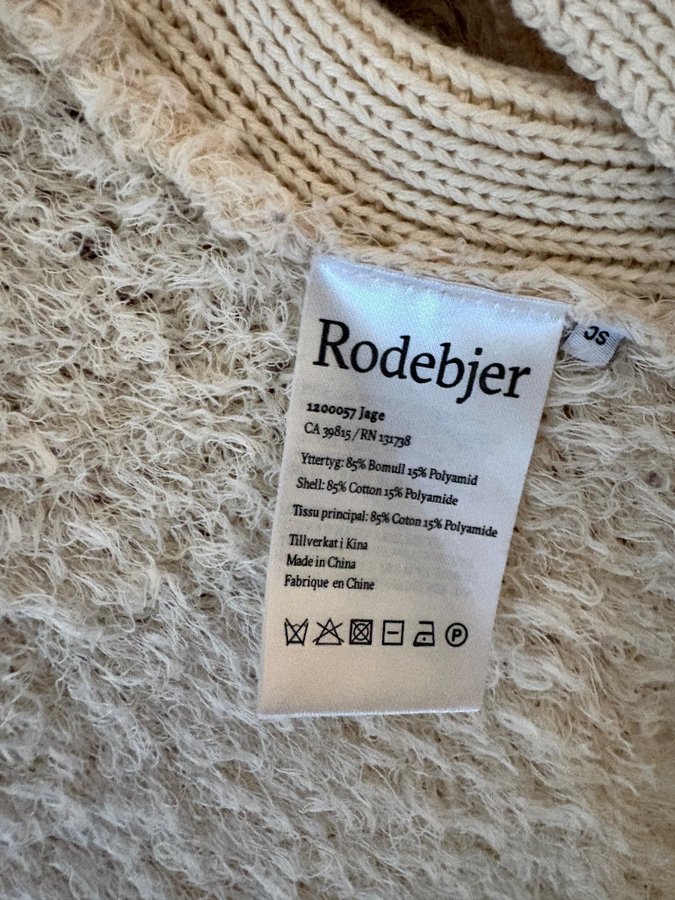 Rodebjer
1200057 Jage
CA 39815 / RN 131738
Yttertyg: 85% Bomull 15% Polyamid
Shell: 85% Cotton 15% Polyamide
Tissu principal: 85% Coton 15% Polyamide
Tillverkat i Kina
Made in China
Fabrique en Chine
P